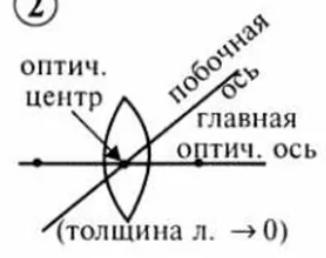 2
оптич.
центр
побочная
ось
главная
оптич. ось
(толщина л. → 0)